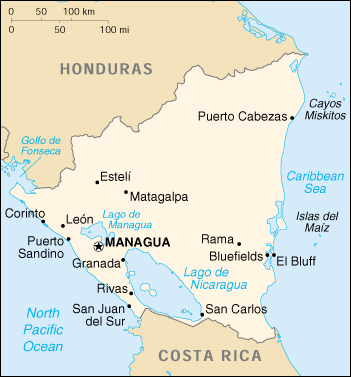 0 50 100 km
0 50 100 mi
HONDURAS
Puerto Cabezas
Cayos
Miskitos
Golfo de
Fonseca
Caribbean
Sea
Estelí
Matagalpa
Corinto
León
Lago de
Managua
Islas del
Maíz
Puerto
Sandino
MANAGUA
Rama
Bluefields
El Bluff
Granada
Lago de
Nicaragua
Rivas
San Juan
del Sur
San Carlos
North
Pacific
Ocean
COSTA RICA